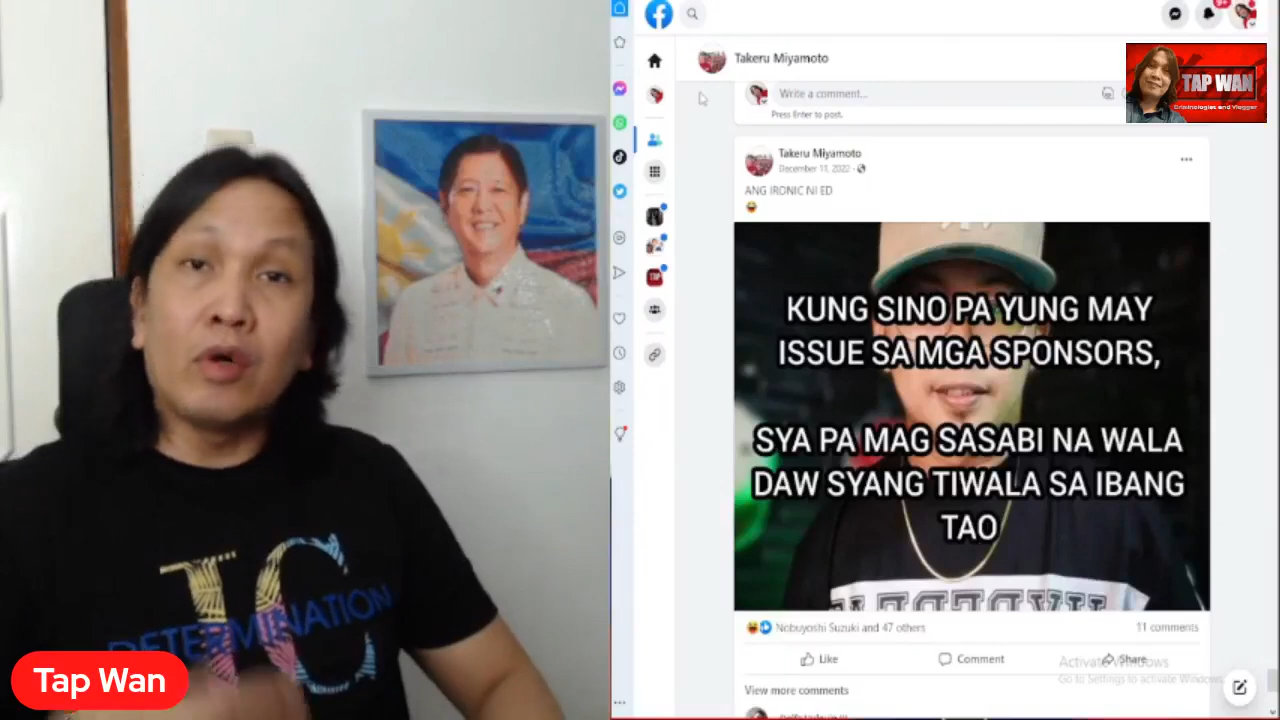 Takeru Miyamoto
TAP WAN
Criminologist and Vlogger
Write a comment...
Press Enter to post.
Takeru Miyamoto
December 11, 2022
ANG IRONIC NI ED
KUNG SINO PA YUNG MAY
ISSUE SA MGA SPONSORS,
SYA PA MAG SASABI NA WALA
DAW SYANG TIWALA SA IBANG
TAO
DETERMINATION
Nobuyoshi Suzuki and 47 others
11 comments
Like
Comment
Share
Activate Windows
Go to Settings to activate Windows.
View more comments
Tap Wan